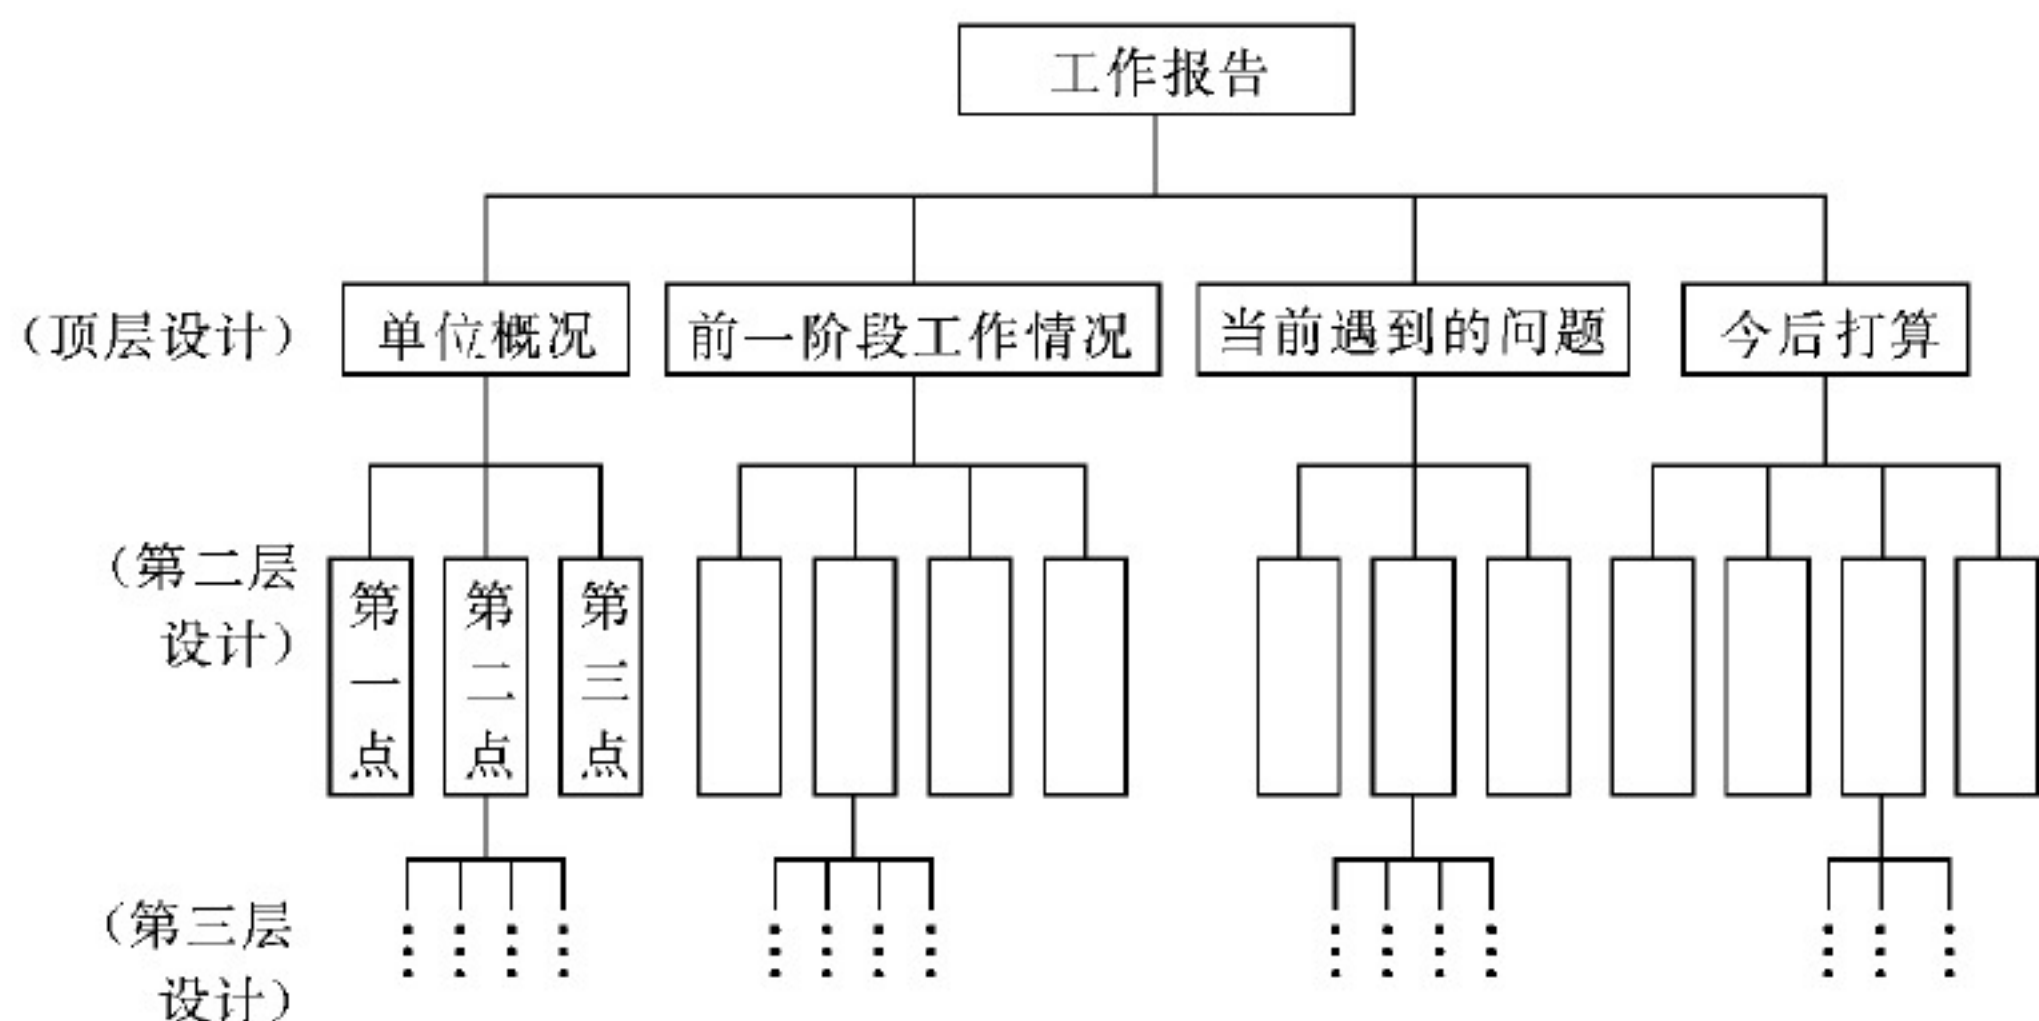 工作报告
(顶层设计)
单位概况
前一阶段工作情况
当前遇到的问题
今后打算
(第二层
设计)
第一点
第二点
第三点
(第三层
设计)